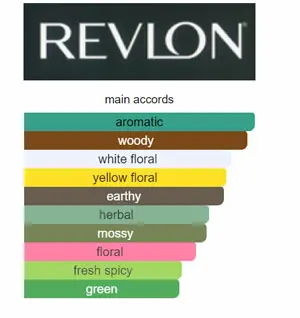 REVLON
main accords
aromatic
woody
white floral
yellow floral
earthy
herbal
mossy
floral
fresh spicy
green